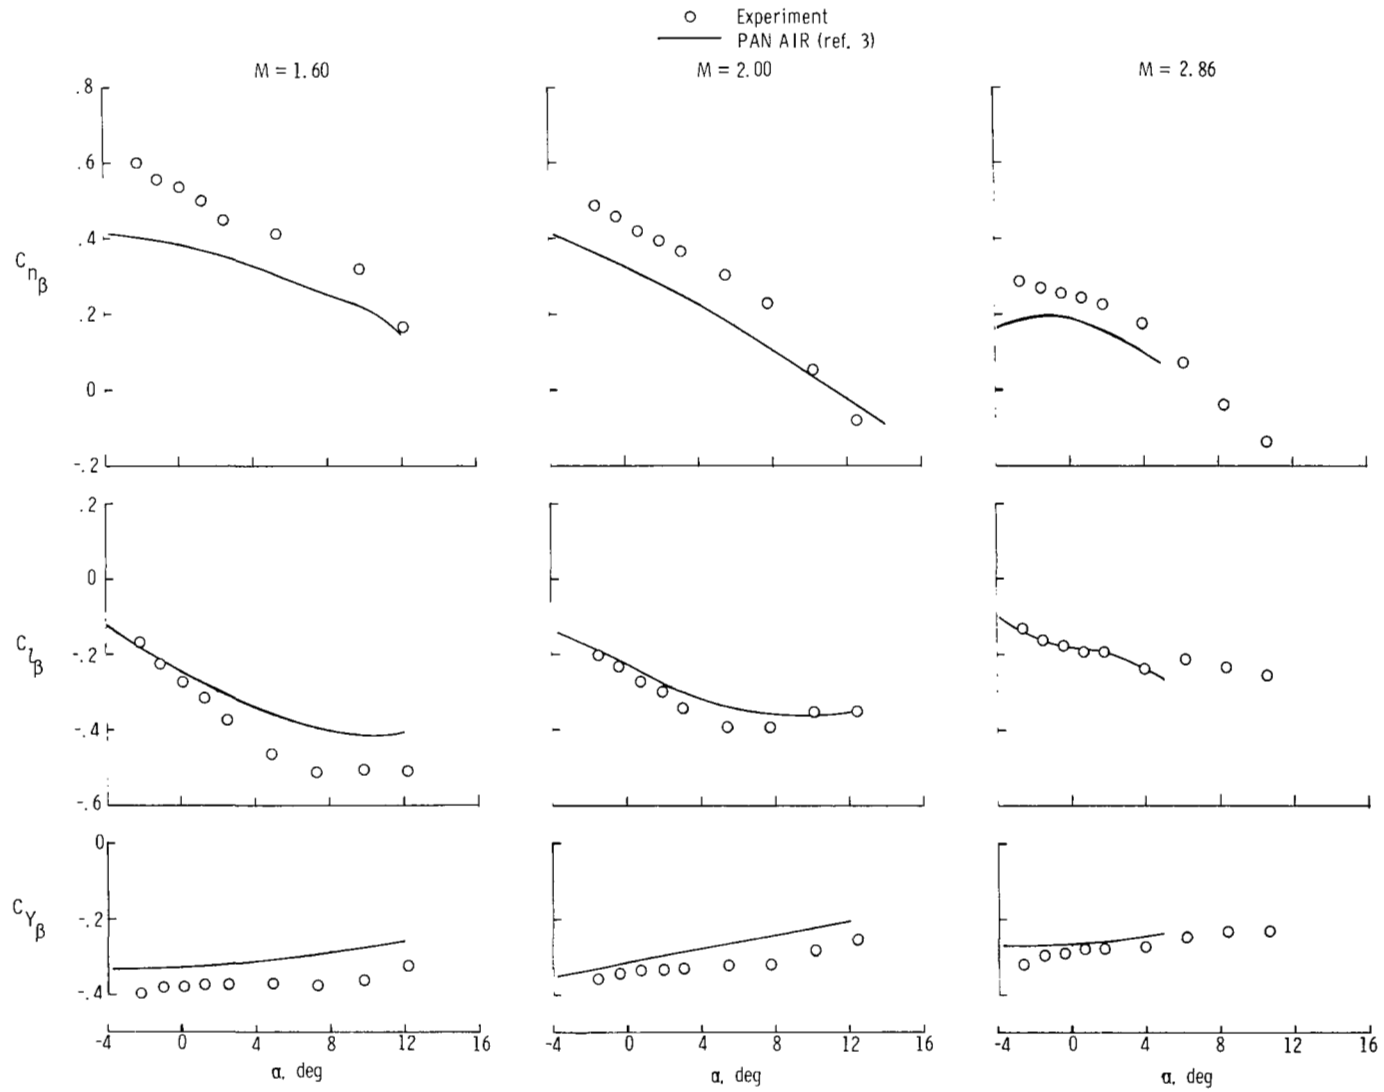 Experiment
PAN AIR (ref. 3)
M = 1.60
M = 2.00
M = 2.86
.8
.6
.4
.2
0
-.2
C n β
.2
0
-.2
-.4
-.6
C l β
0
-.2
-.4
C Y β
-4 0 4 8 12 16
-4 0 4 8 12 16
-4 0 4 8 12 16
α, deg
α, deg
α, deg